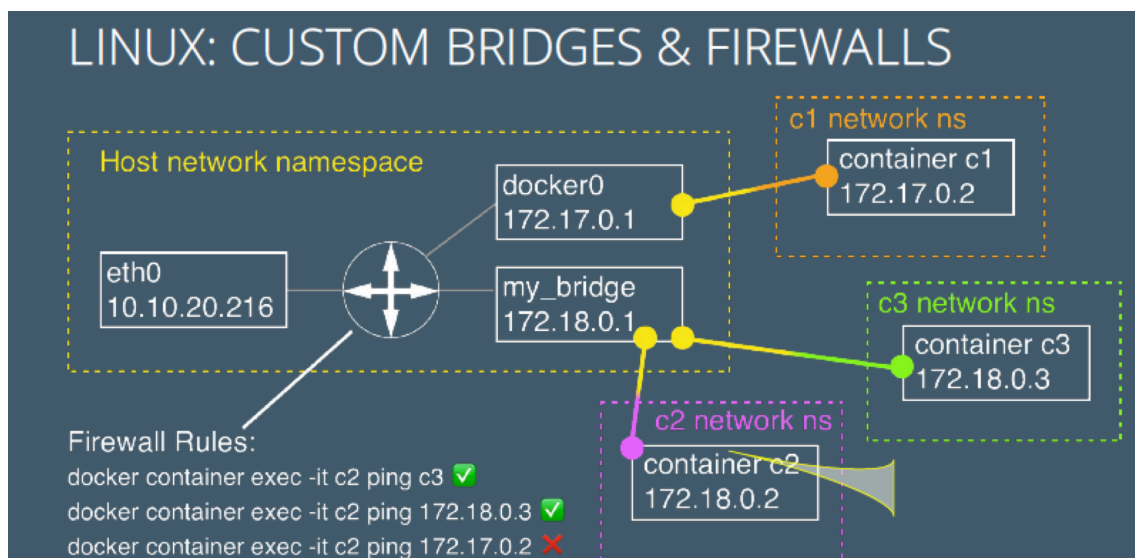 LINUX: CUSTOM BRIDGES & FIREWALLS
Host network namespace
eth0
10.10.20.216
docker0
172.17.0.1
my_bridge
172.18.0.1
c1 network ns
container c1
172.17.0.2
c3 network ns
container c3
172.18.0.3
c2 network ns
container c2
172.18.0.2
Firewall Rules:
docker container exec -it c2 ping c3 ✅
docker container exec -it c2 ping 172.18.0.3 ✅
docker container exec -it c2 ping 172.17.0.2 ❌